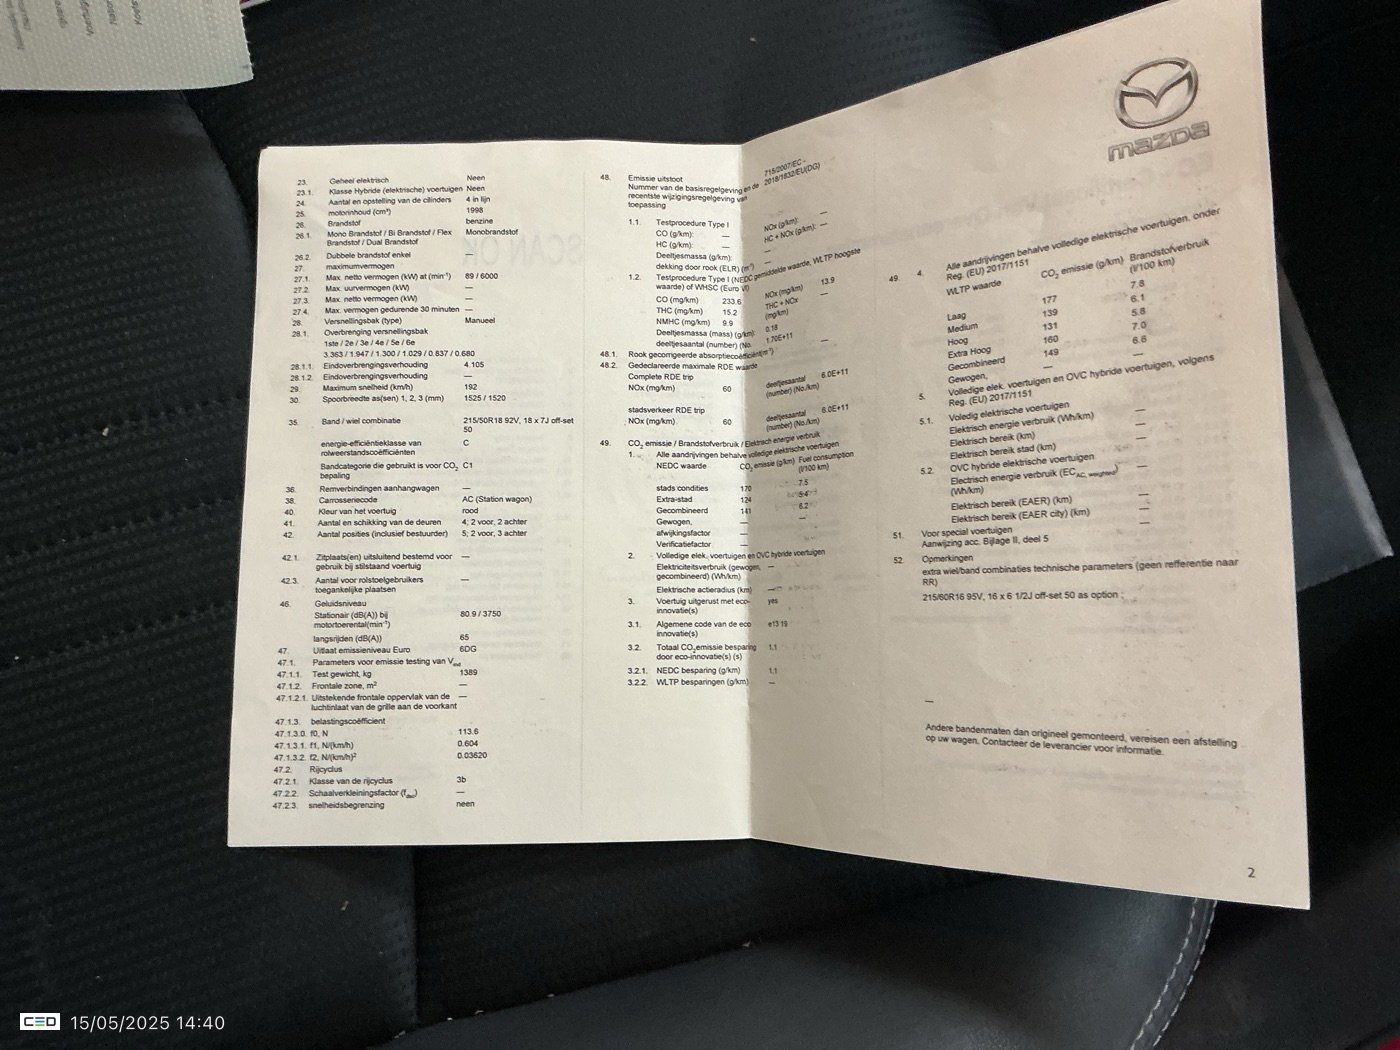 mazda
23. Geheel elektrisch Neen
23.1. Klasse Hybride (elektrische) voertuigen Neen
24. Aantal en opstelling van de cilinders 4 in lijn
25. motorinhoud (cm³) 1998
26. Brandstof benzine
26.1. Mono Brandstof / Bi Brandstof / Flex Monobrandstof
Brandstof / Dual Brandstof
26.2. Dubbele brandstof enkel
27. maximumvermogen
27.1. Max. netto vermogen (kW) at (min⁻¹) 89 / 6000
27.2. Max uurvermogen (kW) —
27.3. Max. netto vermogen (kW) —
27.4. Max. vermogen gedurende 30 minuten —
28. Versnellingsbak (type) Manueel
28.1. Overbrenging versnellingsbak
1ste / 2e / 3e / 4e / 5e / 6e
3.363 / 1.947 / 1.300 / 1.029 / 0.837 / 0.680
28.1.1. Eindoverbrengingsverhouding 4.105
28.1.2. Eindoverbrengingsverhouding —
29. Maximum snelheid (km/h) 192
30. Spoorbreedte as(sen) 1, 2, 3 (mm) 1525 / 1520
35. Band / wiel combinatie 215/50R18 92V, 18 x 7J off-set
50
energie-efficiëntieklasse van C
rolweerstandscoëfficiënten
Bandcategorie die gebruikt is voor CO₂ C1
bepaling
36. Remverbindingen aanhangwagen —
38. Carrosseriecode AC (Station wagon)
40. Kleur van het voertuig rood
41. Aantal en schikking van de deuren 4; 2 voor, 2 achter
42. Aantal posities (inclusief bestuurder) 5; 2 voor, 3 achter
42.1. Zitplaats(en) uitsluitend bestemd voor —
gebruik bij stilstaand voertuig
42.3. Aantal voor rolstoelgebruikers —
toegankelijke plaatsen
46. Geluidsniveau
Stationair (dB(A)) bij 80.9 / 3750
motortoerental(min⁻¹)
langsrijden (dB(A)) 65
47. Uitlaat emissieniveau Euro 6DG
47.1. Parameters voor emissie testing van V ind
47.1.1. Test gewicht, kg 1389
47.1.2. Frontale zone, m² —
47.1.2.1. Uitstekende frontale oppervlak van de —
luchtinlaat van de grille aan de voorkant
47.1.3. belastingscoëfficient
47.1.3.0. f0, N 113.6
47.1.3.1. f1, N/(km/h) 0.604
47.1.3.2. f2, N/(km/h)² 0.03620
47.2. Rijcyclus
47.2.1. Klasse van de rijcyclus 3b
47.2.2. Schaalverkleiningsfactor (f dsc) —
47.2.3. snelheidsbegrenzing neen
48. Emissie uitstoot
Nummer van de basisregelgeving en de 715/2007/EC -
recentste wijzigingsregelgeving van 2018/1832/EU(DG)
toepassing
1.1. Testprocedure Type I
CO (g/km): — NOx (g/km): —
HC (g/km): — HC + NOx (g/km): —
Deeltjesmassa (g/km): —
dekking door rook (ELR) (m⁻¹) —
1.2. Testprocedure Type I (NEDC gemiddelde waarde, WLTP hoogste
waarde) of WHSC (Euro VI)
CO (mg/km) 233.6 NOx (mg/km) 13.9
THC (mg/km) 15.2 THC + NOx —
NMHC (mg/km) 9.9 (mg/km)
Deeltjesmassa (mass) (g/km): 0.18
deeltjesaantal (number) (No. 1.70E+11
48.1. Rook gecorrigeerde absorptiecoëfficiënt(m⁻¹) —
48.2. Gedeclareerde maximale RDE waarde
Complete RDE trip
NOx (mg/km) 60 deeltjesaantal 6.0E+11
(number) (No./km)
stadsverkeer RDE trip
NOx (mg/km) 60 deeltjesaantal 6.0E+11
(number) (No./km)
49. CO₂ emissie / Brandstofverbruik / Elektrisch energie verbruik
1. Alle aandrijvingen behalve volledige elektrische voertuigen
NEDC waarde CO₂ emissie (g/km) Fuel consumption
(l/100 km)
stads condities 170 7.5
Extra-stad 124 5.4
Gecombineerd 141 6.2
Gewogen, — —
afwijkingsfactor —
Verificatiefactor —
2. Volledige elek. voertuigen en OVC hybride voertuigen
Elektriciteitsverbruik (gewogen, —
gecombineerd) (Wh/km)
Elektrische actieradius (km) —
3. Voertuig uitgerust met eco- yes
innovatie(s)
3.1. Algemene code van de eco e13 19
innovatie(s)
3.2. Totaal CO₂emissie besparing 1.1
door eco-innovatie(s) (s)
3.2.1. NEDC besparing (g/km) 1.1
3.2.2. WLTP besparingen (g/km) —
49. 4. Alle aandrijvingen behalve volledige elektrische voertuigen, onder
Reg. (EU) 2017/1151
WLTP waarde CO₂ emissie (g/km) Brandstofverbruik
(l/100 km)
Laag 177 7.8
Medium 139 6.1
Hoog 131 5.8
Extra Hoog 160 7.0
Gecombineerd 149 6.6
Gewogen, — —
5. Volledige elek. voertuigen en OVC hybride voertuigen, volgens
Reg. (EU) 2017/1151
5.1. Voledig elektrische voertuigen
Elektrisch energie verbruik (Wh/km) —
Elektrisch bereik (km) —
Elektrisch bereik stad (km) —
5.2. OVC hybride elektrische voertuigen
Electrisch energie verbruik (EC AC, weighted) —
(Wh/km)
Elektrisch bereik (EAER) (km) —
Elektrisch bereik (EAER city) (km) —
51. Voor special voertuigen —
Aanwijzing acc. Bijlage II, deel 5
52. Opmerkingen
extra wiel/band combinaties technische parameters (geen refferentie naar
RR)
215/60R16 95V, 16 x 6 1/2J off-set 50 as option ;
—
Andere bandenmaten dan origineel gemonteerd, vereisen een afstelling
op uw wagen. Contacteer de leverancier voor informatie.
2
CED 15/05/2025 14:40